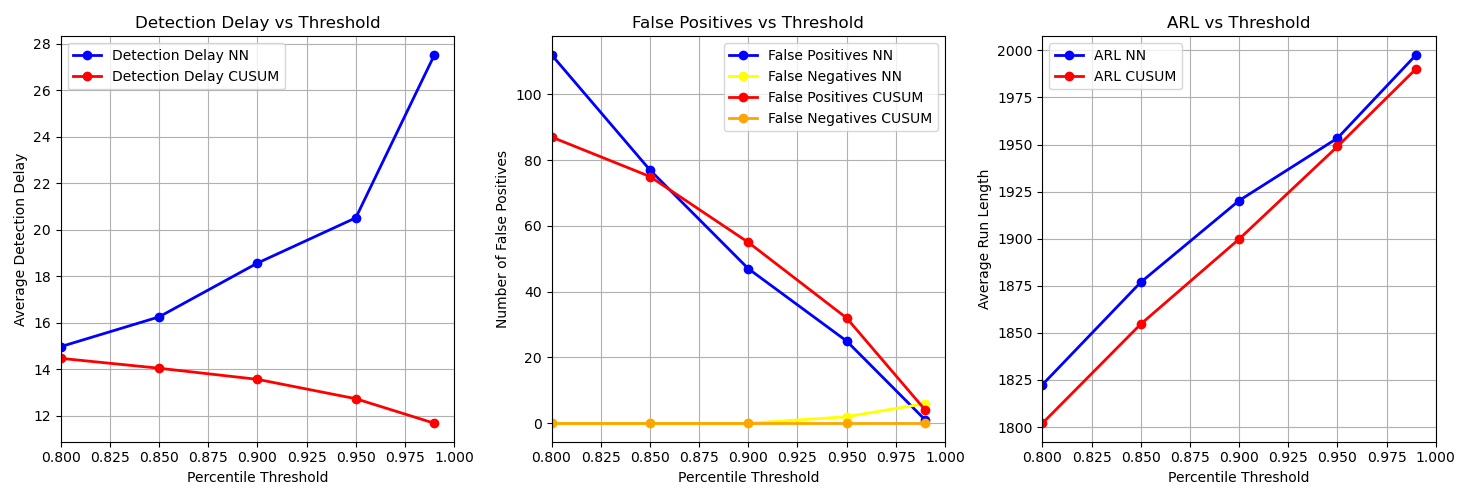 Detection Delay vs Threshold
28
26
24
22
20
18
16
14
12
Average Detection Delay
Detection Delay NN
Detection Delay CUSUM
0.800 0.825 0.850 0.875 0.900 0.925 0.950 0.975 1.000
Percentile Threshold
False Positives vs Threshold
100
80
60
40
20
0
Number of False Positives
False Positives NN
False Negatives NN
False Positives CUSUM
False Negatives CUSUM
0.800 0.825 0.850 0.875 0.900 0.925 0.950 0.975 1.000
Percentile Threshold
ARL vs Threshold
2000
1975
1950
1925
1900
1875
1850
1825
1800
Average Run Length
ARL NN
ARL CUSUM
0.800 0.825 0.850 0.875 0.900 0.925 0.950 0.975 1.000
Percentile Threshold